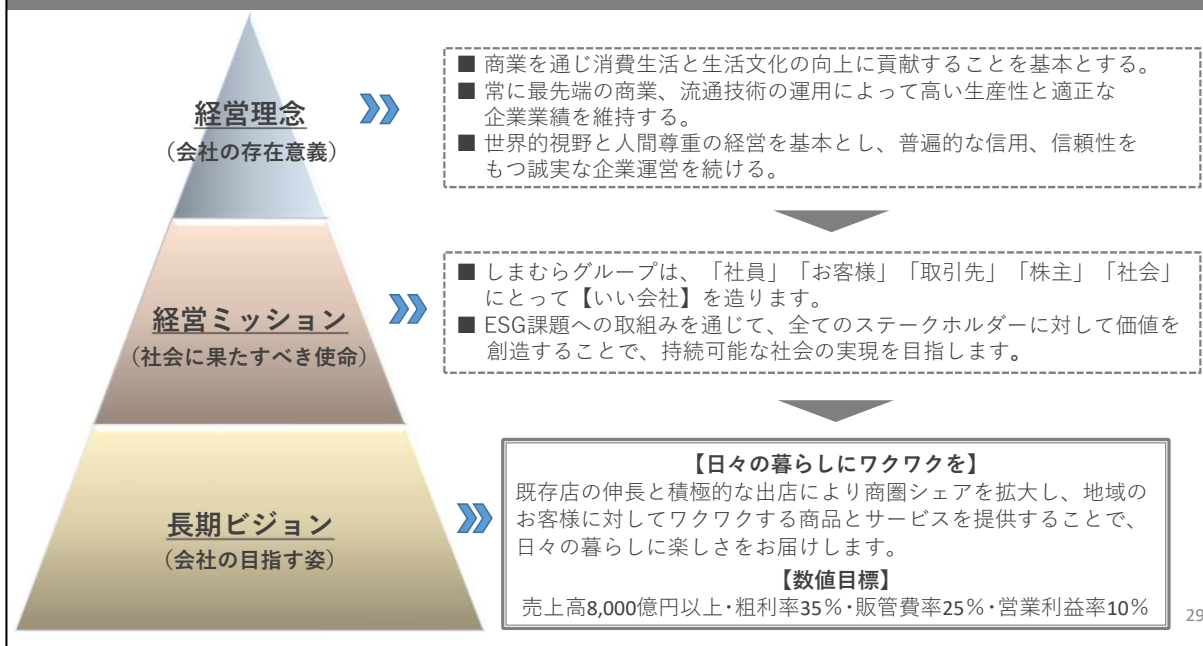 経営理念
（会社の存在意義）
■ 商業を通じ消費生活と生活文化の向上に貢献することを基本とする。
■ 常に最先端の商業、流通技術の運用によって高い生産性と適正な
企業業績を維持する。
■ 世界的視野と人間尊重の経営を基本とし、普遍的な信用、信頼性を
もつ誠実な企業運営を続ける。
経営ミッション
（社会に果たすべき使命）
■ しまむらグループは、「社員」「お客様」「取引先」「株主」「社会」
にとって【いい会社】を造ります。
■ ESG課題への取組みを通じて、全てのステークホルダーに対して価値を
創造することで、持続可能な社会の実現を目指します。
長期ビジョン
（会社の目指す姿）
【日々の暮らしにワクワクを】
既存店の伸長と積極的な出店により商圏シェアを拡大し、地域の
お客様に対してワクワクする商品とサービスを提供することで、
日々の暮らしに楽しさをお届けします。
【数値目標】
売上高8,000億円以上・粗利率35％・販管費率25％・営業利益率10％
29